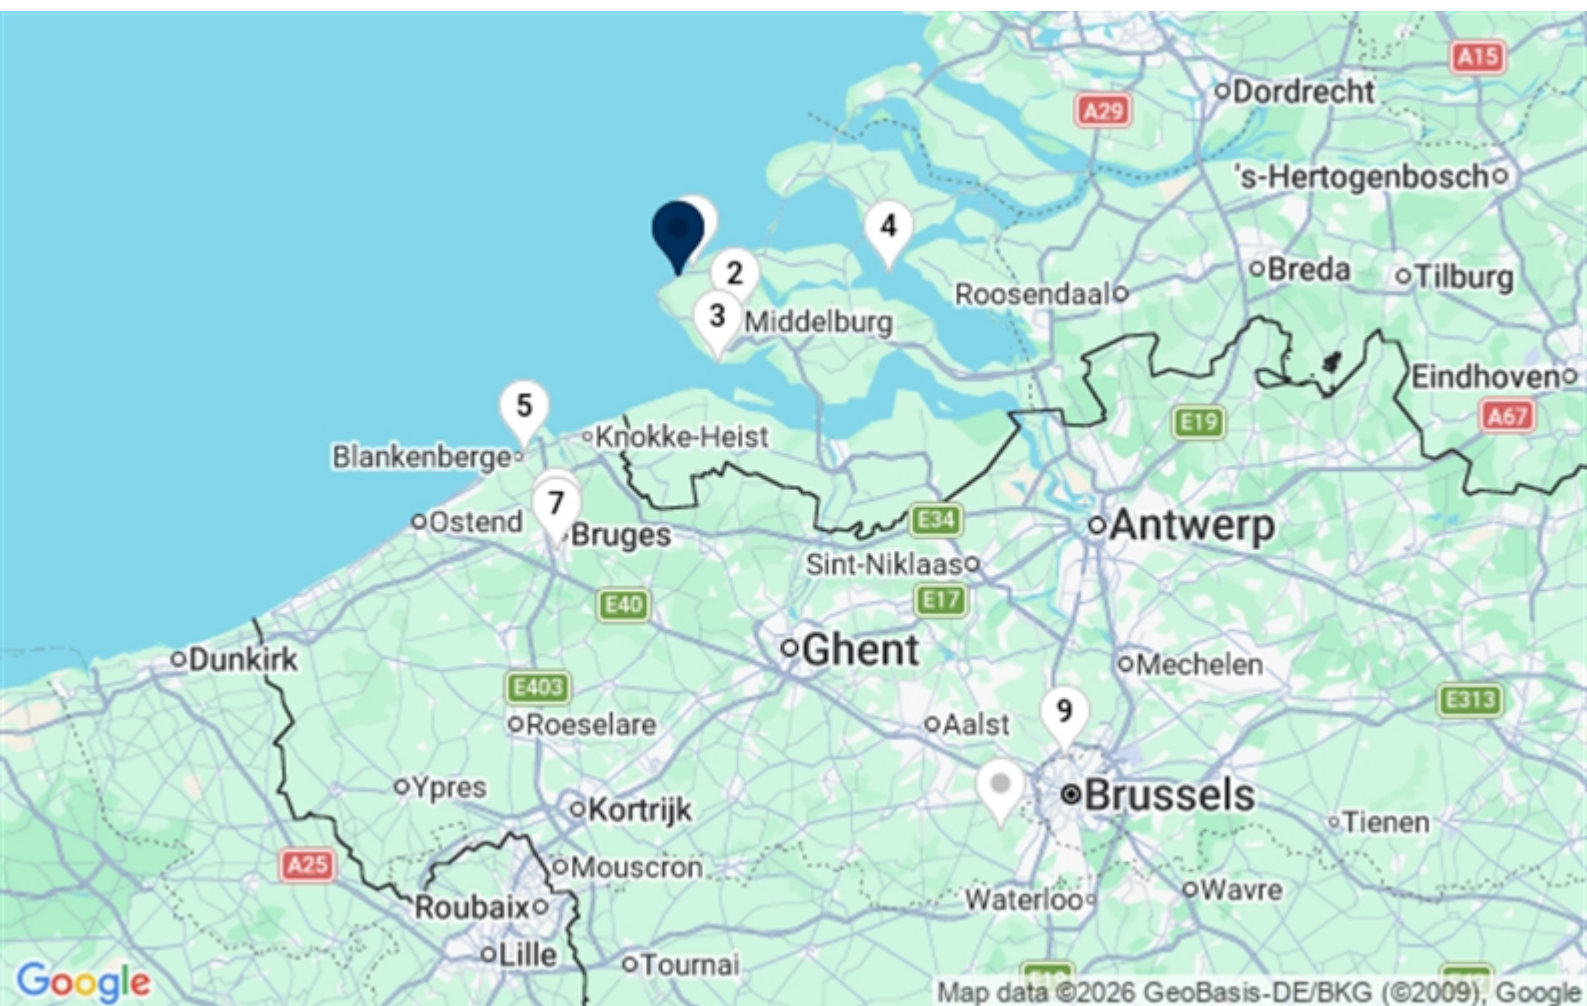 A15
Dordrecht
A29
's-Hertogenbosch
4
2
Breda
Tilburg
Roosendaal
3
Middelburg
Eindhoven
5
A67
E19
Knokke-Heist
Blankenberge
7
Ostend
E34
Antwerp
Bruges
Sint-Niklaas
E40
E17
Ghent
Dunkirk
Mechelen
E403
E313
9
Roeselare
Aalst
Ypres
Brussels
Kortrijk
Tienen
A25
Mouscron
Wavre
Waterloo
Roubaix
Lille
Tournai
Google
Map data ©2026 GeoBasis-DE/BKG (©2009), Google